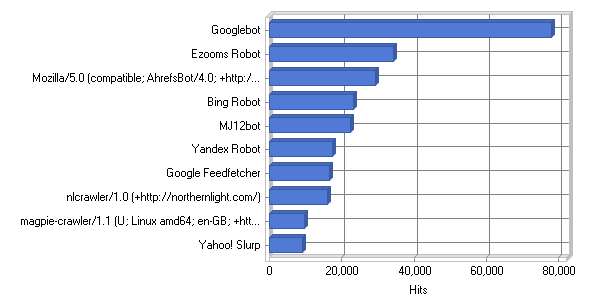 Googlebot
Ezooms Robot
Mozilla/5.0 (compatible; AhrefsBot/4.0; +http:/...
Bing Robot
MJ12bot
Yandex Robot
Google Feedfetcher
nlcrawler/1.0 (+http://northernlight.com/)
magpie-crawler/1.1 (U; Linux amd64; en-GB; +htt...
Yahoo! Slurp
0 20,000 40,000 60,000 80,000
Hits